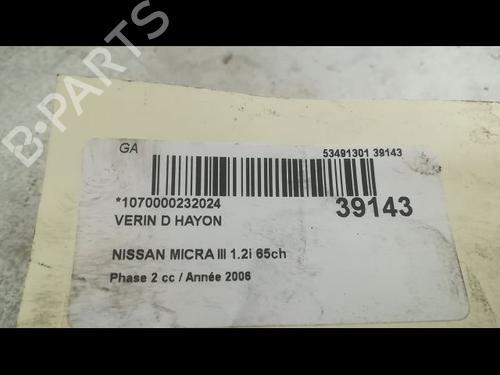 B-PARTS
GA
53491301 39143
*1070000232024
39143
VERIN D HAYON
NISSAN MICRA III 1.2i 65ch
Phase 2 cc / Année 2006